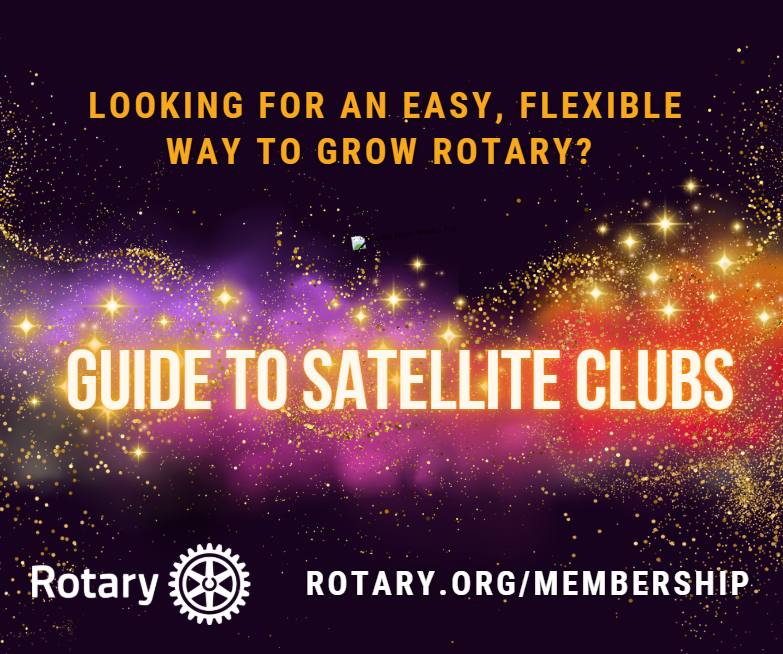 LOOKING FOR AN EASY, FLEXIBLE
WAY TO GROW ROTARY?
GUIDE TO SATELLITE CLUBS
Rotary
ROTARY.ORG/MEMBERSHIP